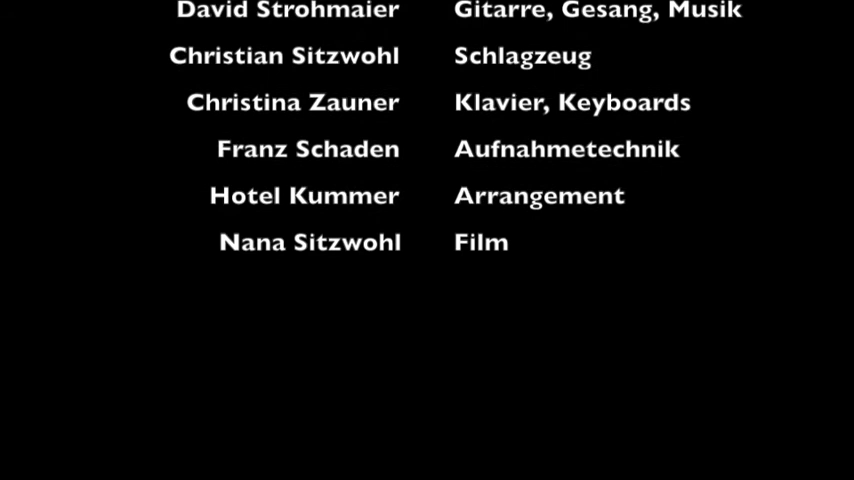 David Strohmaier Gitarre, Gesang, Musik
Christian Sitzwohl Schlagzeug
Christina Zauner Klavier, Keyboards
Franz Schaden Aufnahmetechnik
Hotel Kummer Arrangement
Nana Sitzwohl Film